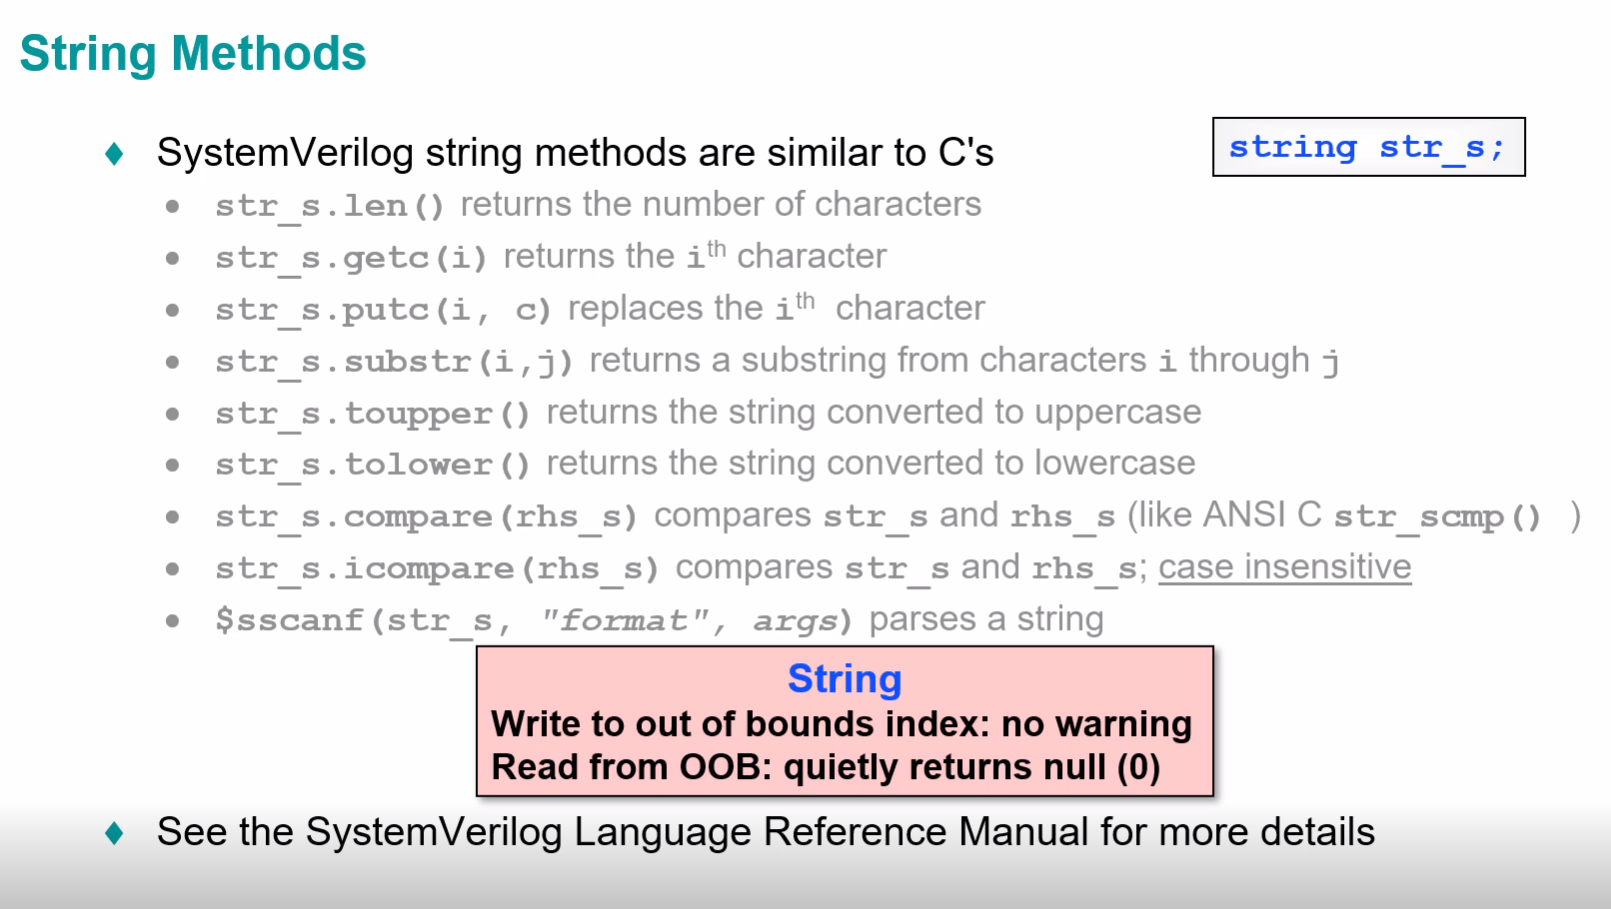 String Methods
SystemVerilog string methods are similar to C's
string str_s;
str_s.len() returns the number of characters
str_s.getc(i) returns the ith character
str_s.putc(i, c) replaces the ith character
str_s.substr(i,j) returns a substring from characters i through j
str_s.toupper() returns the string converted to uppercase
str_s.tolower() returns the string converted to lowercase
str_s.compare(rhs_s) compares str_s and rhs_s (like ANSI C str_scmp() )
str_s.icompare(rhs_s) compares str_s and rhs_s; case insensitive
$sscanf(str_s, "format", args) parses a string
String
Write to out of bounds index: no warning
Read from OOB: quietly returns null (0)
See the SystemVerilog Language Reference Manual for more details